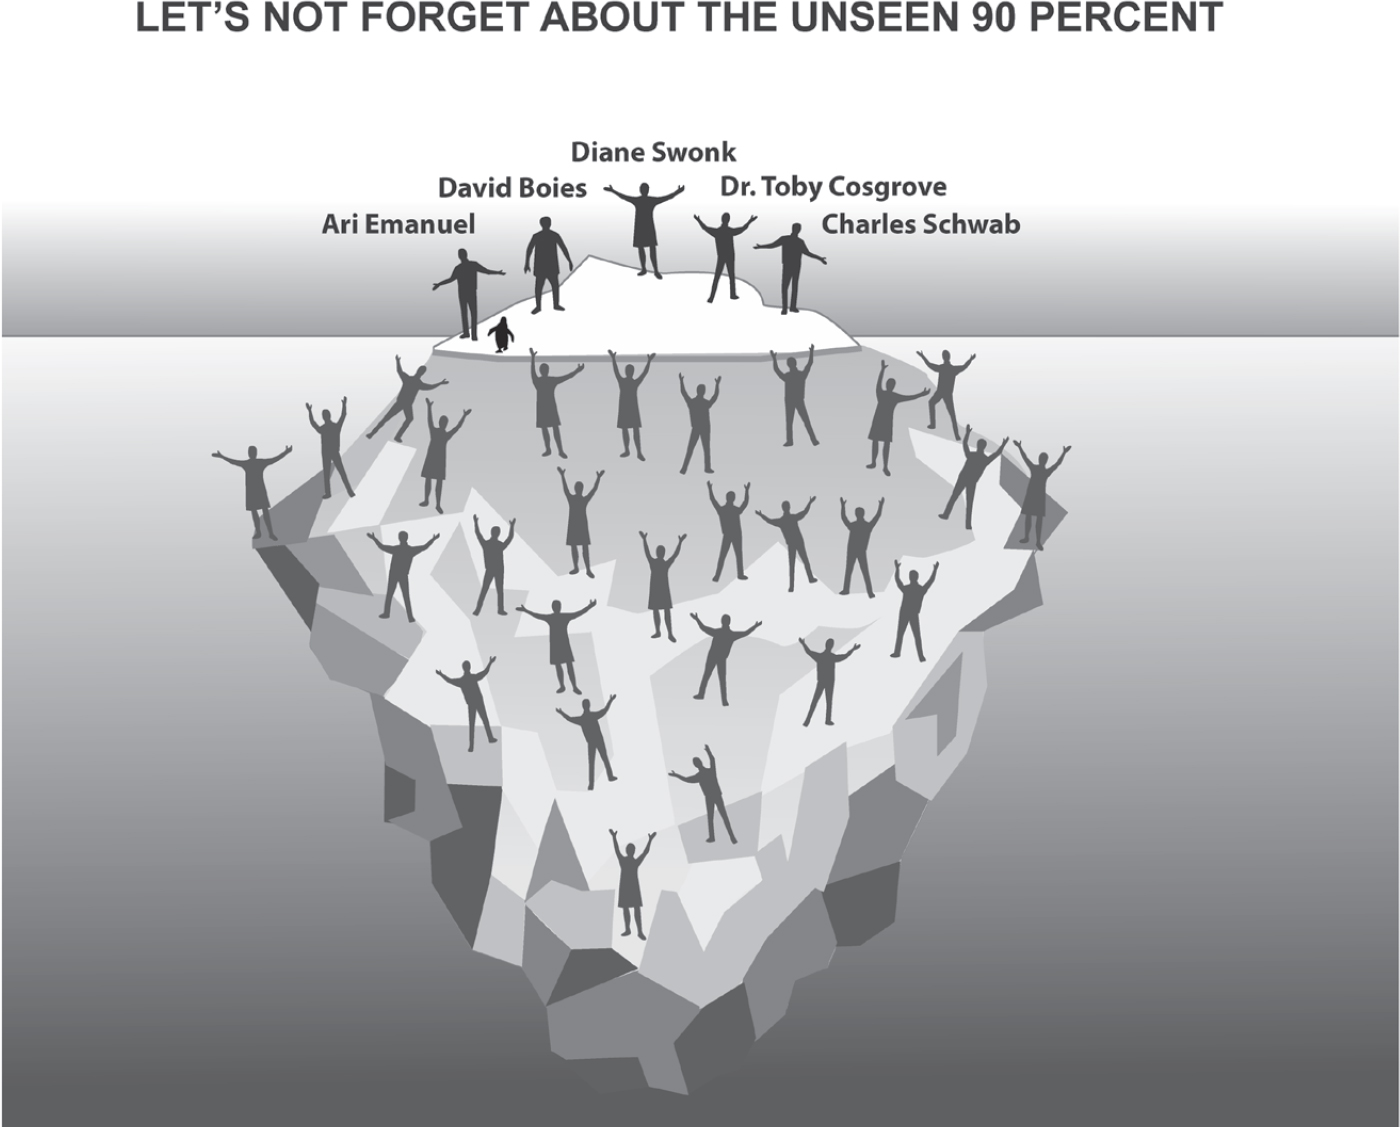 LET’S NOT FORGET ABOUT THE UNSEEN 90 PERCENT
Diane Swonk
David Boies
Dr. Toby Cosgrove
Ari Emanuel
Charles Schwab